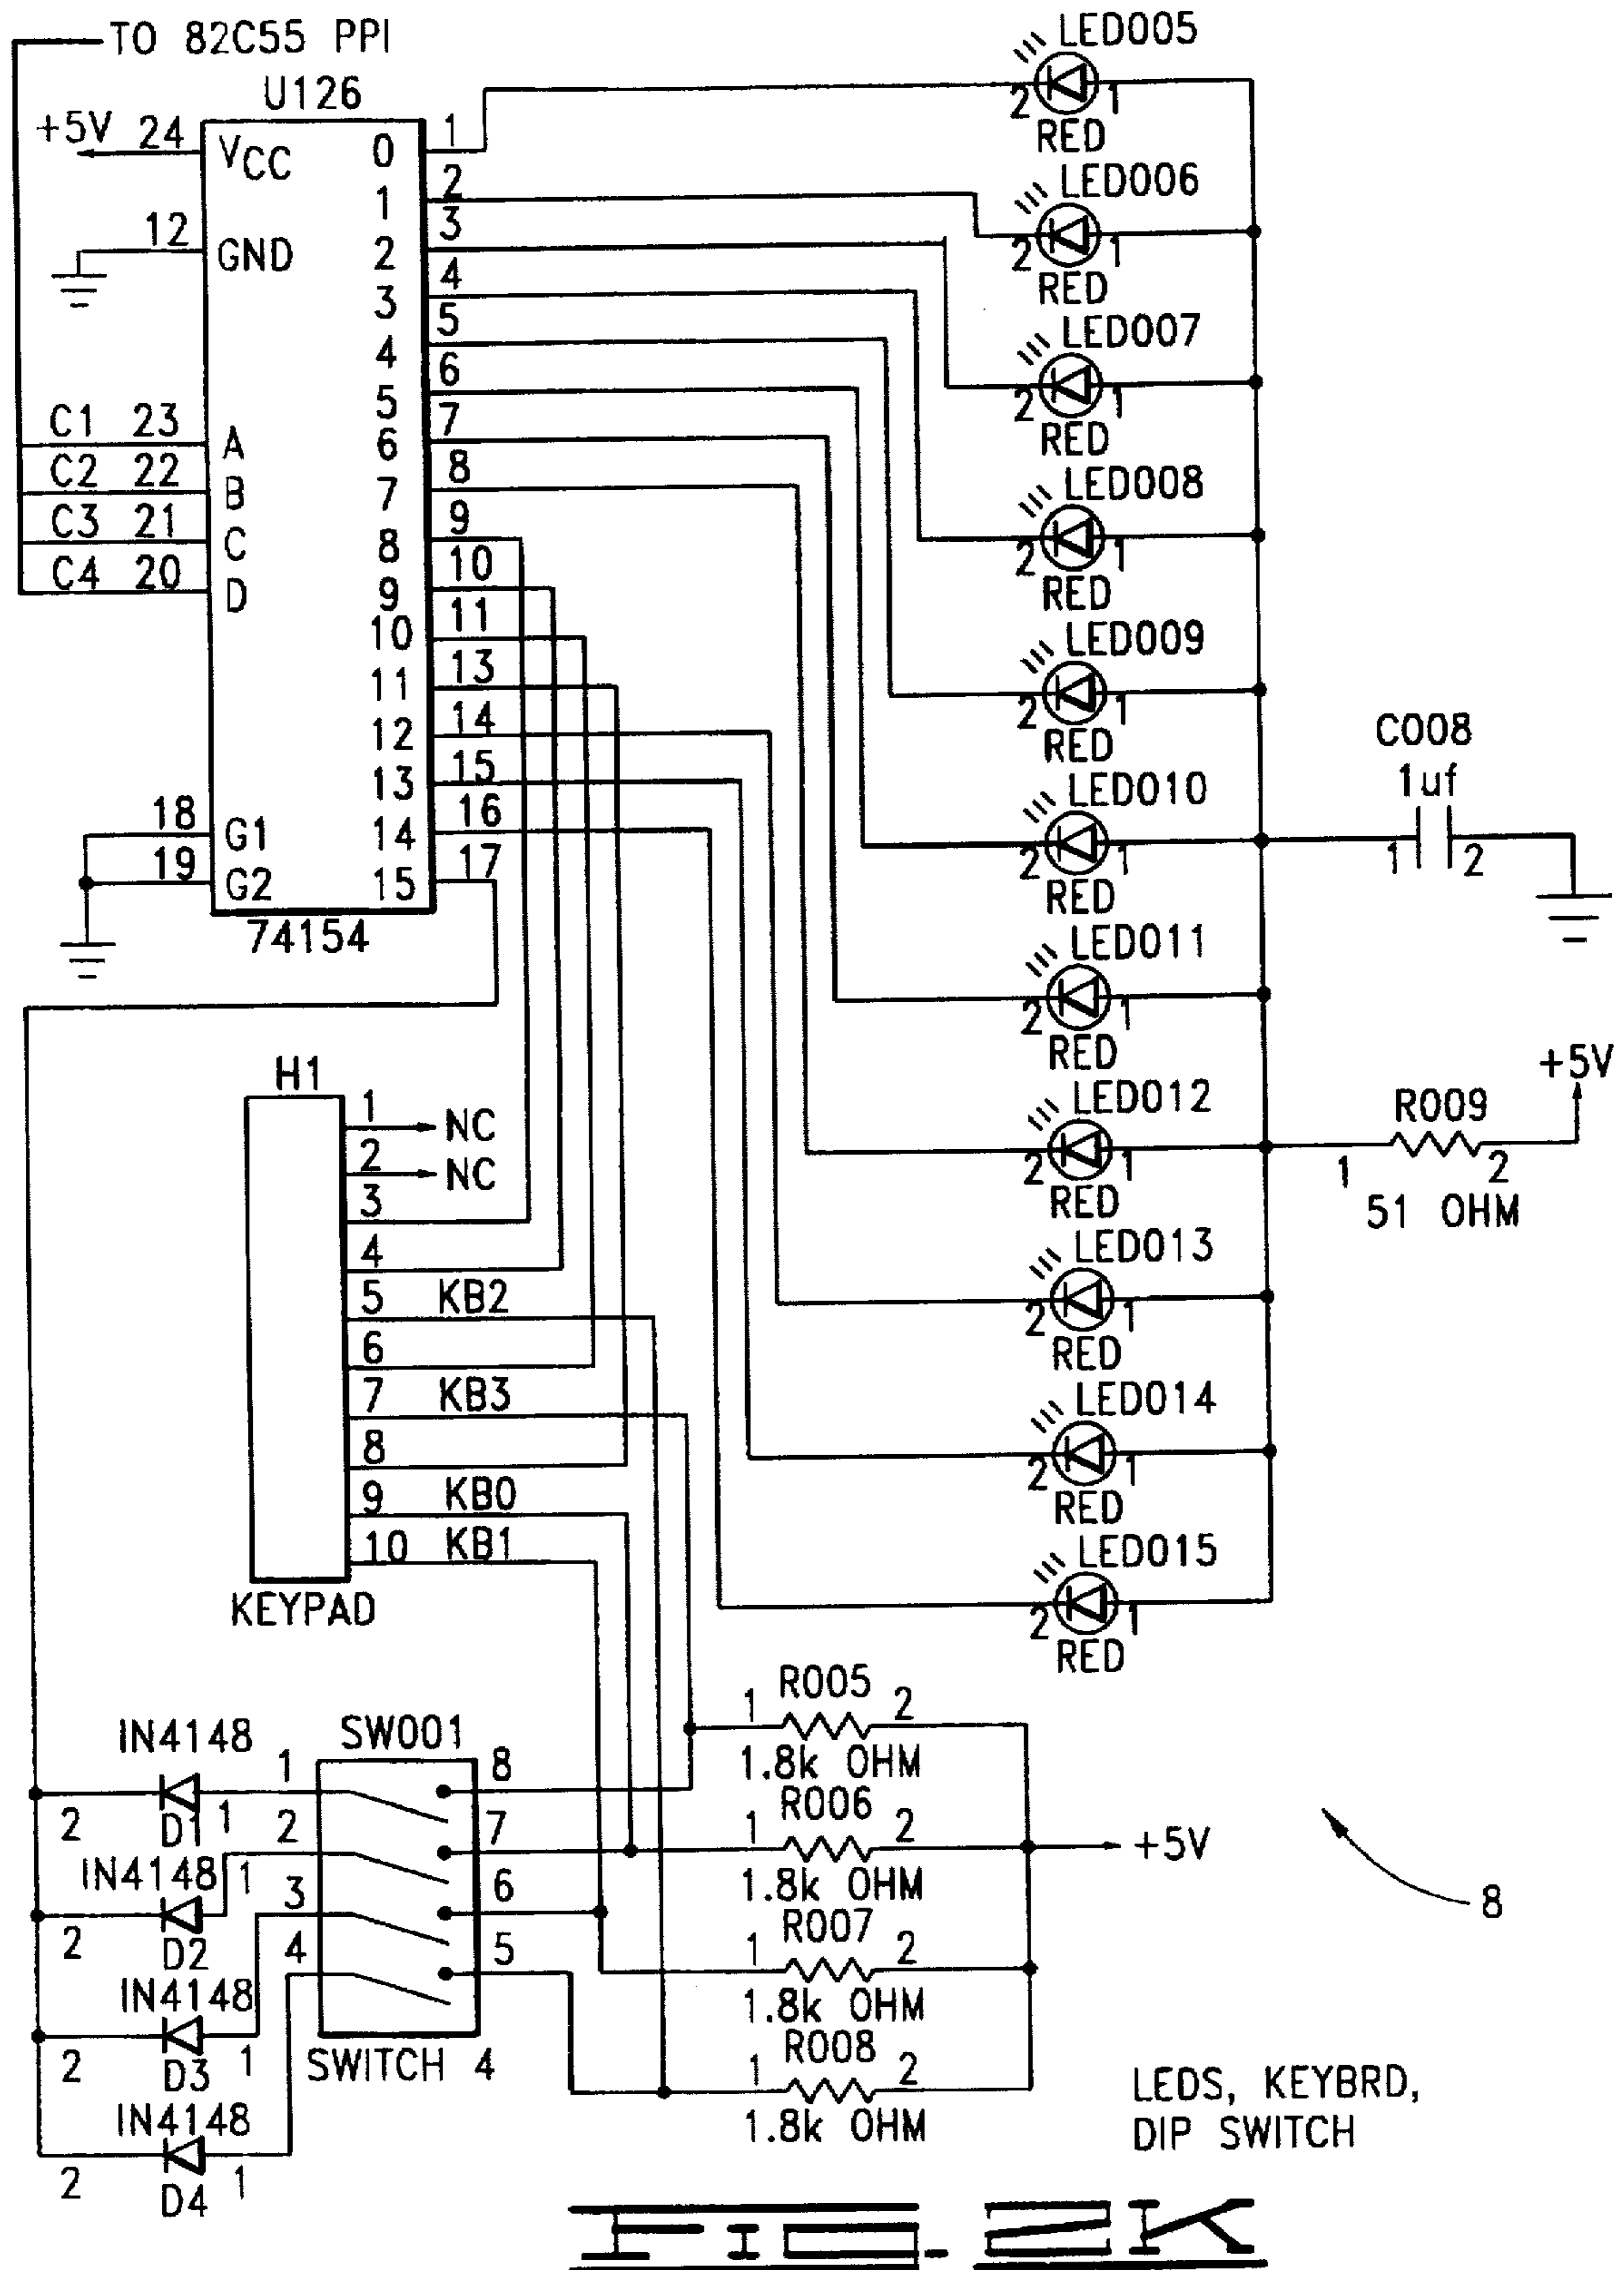 TO 82C55 PPI
U126
+5V 24 VCC
12 GND
C1 23 A
C2 22 B
C3 21 C
C4 20 D
18 G1
19 G2
74154
0 1
1 2
2 3
3 4
4 5
5 6
6 7
7 8
8 9
9 10
10 11
11 13
12 14
13 15
14 16
15 17
LED005
2 1
RED
LED006
2 1
RED
LED007
2 1
RED
LED008
2 1
RED
LED009
2 1
RED
LED010
2 1
RED
LED011
2 1
RED
LED012
2 1
RED
LED013
2 1
RED
LED014
2 1
RED
LED015
2 1
RED
C008
1uf
1 2
+5V
R009
1 2
51 OHM
H1
1 NC
2 NC
3
4
5 KB2
6
7 KB3
8
9 KB0
10 KB1
KEYPAD
IN4148
2 D1 1
IN4148
2 D2 1
IN4148
2 D3 1
IN4148
2 D4 1
SW001
1 8
2 7
3 6
4 5
SWITCH 4
1 R005 2
1.8k OHM
1 R006 2
1.8k OHM
1 R007 2
1.8k OHM
1 R008 2
1.8k OHM
+5V
8
LEDS, KEYBRD,
DIP SWITCH
FIG. 2K